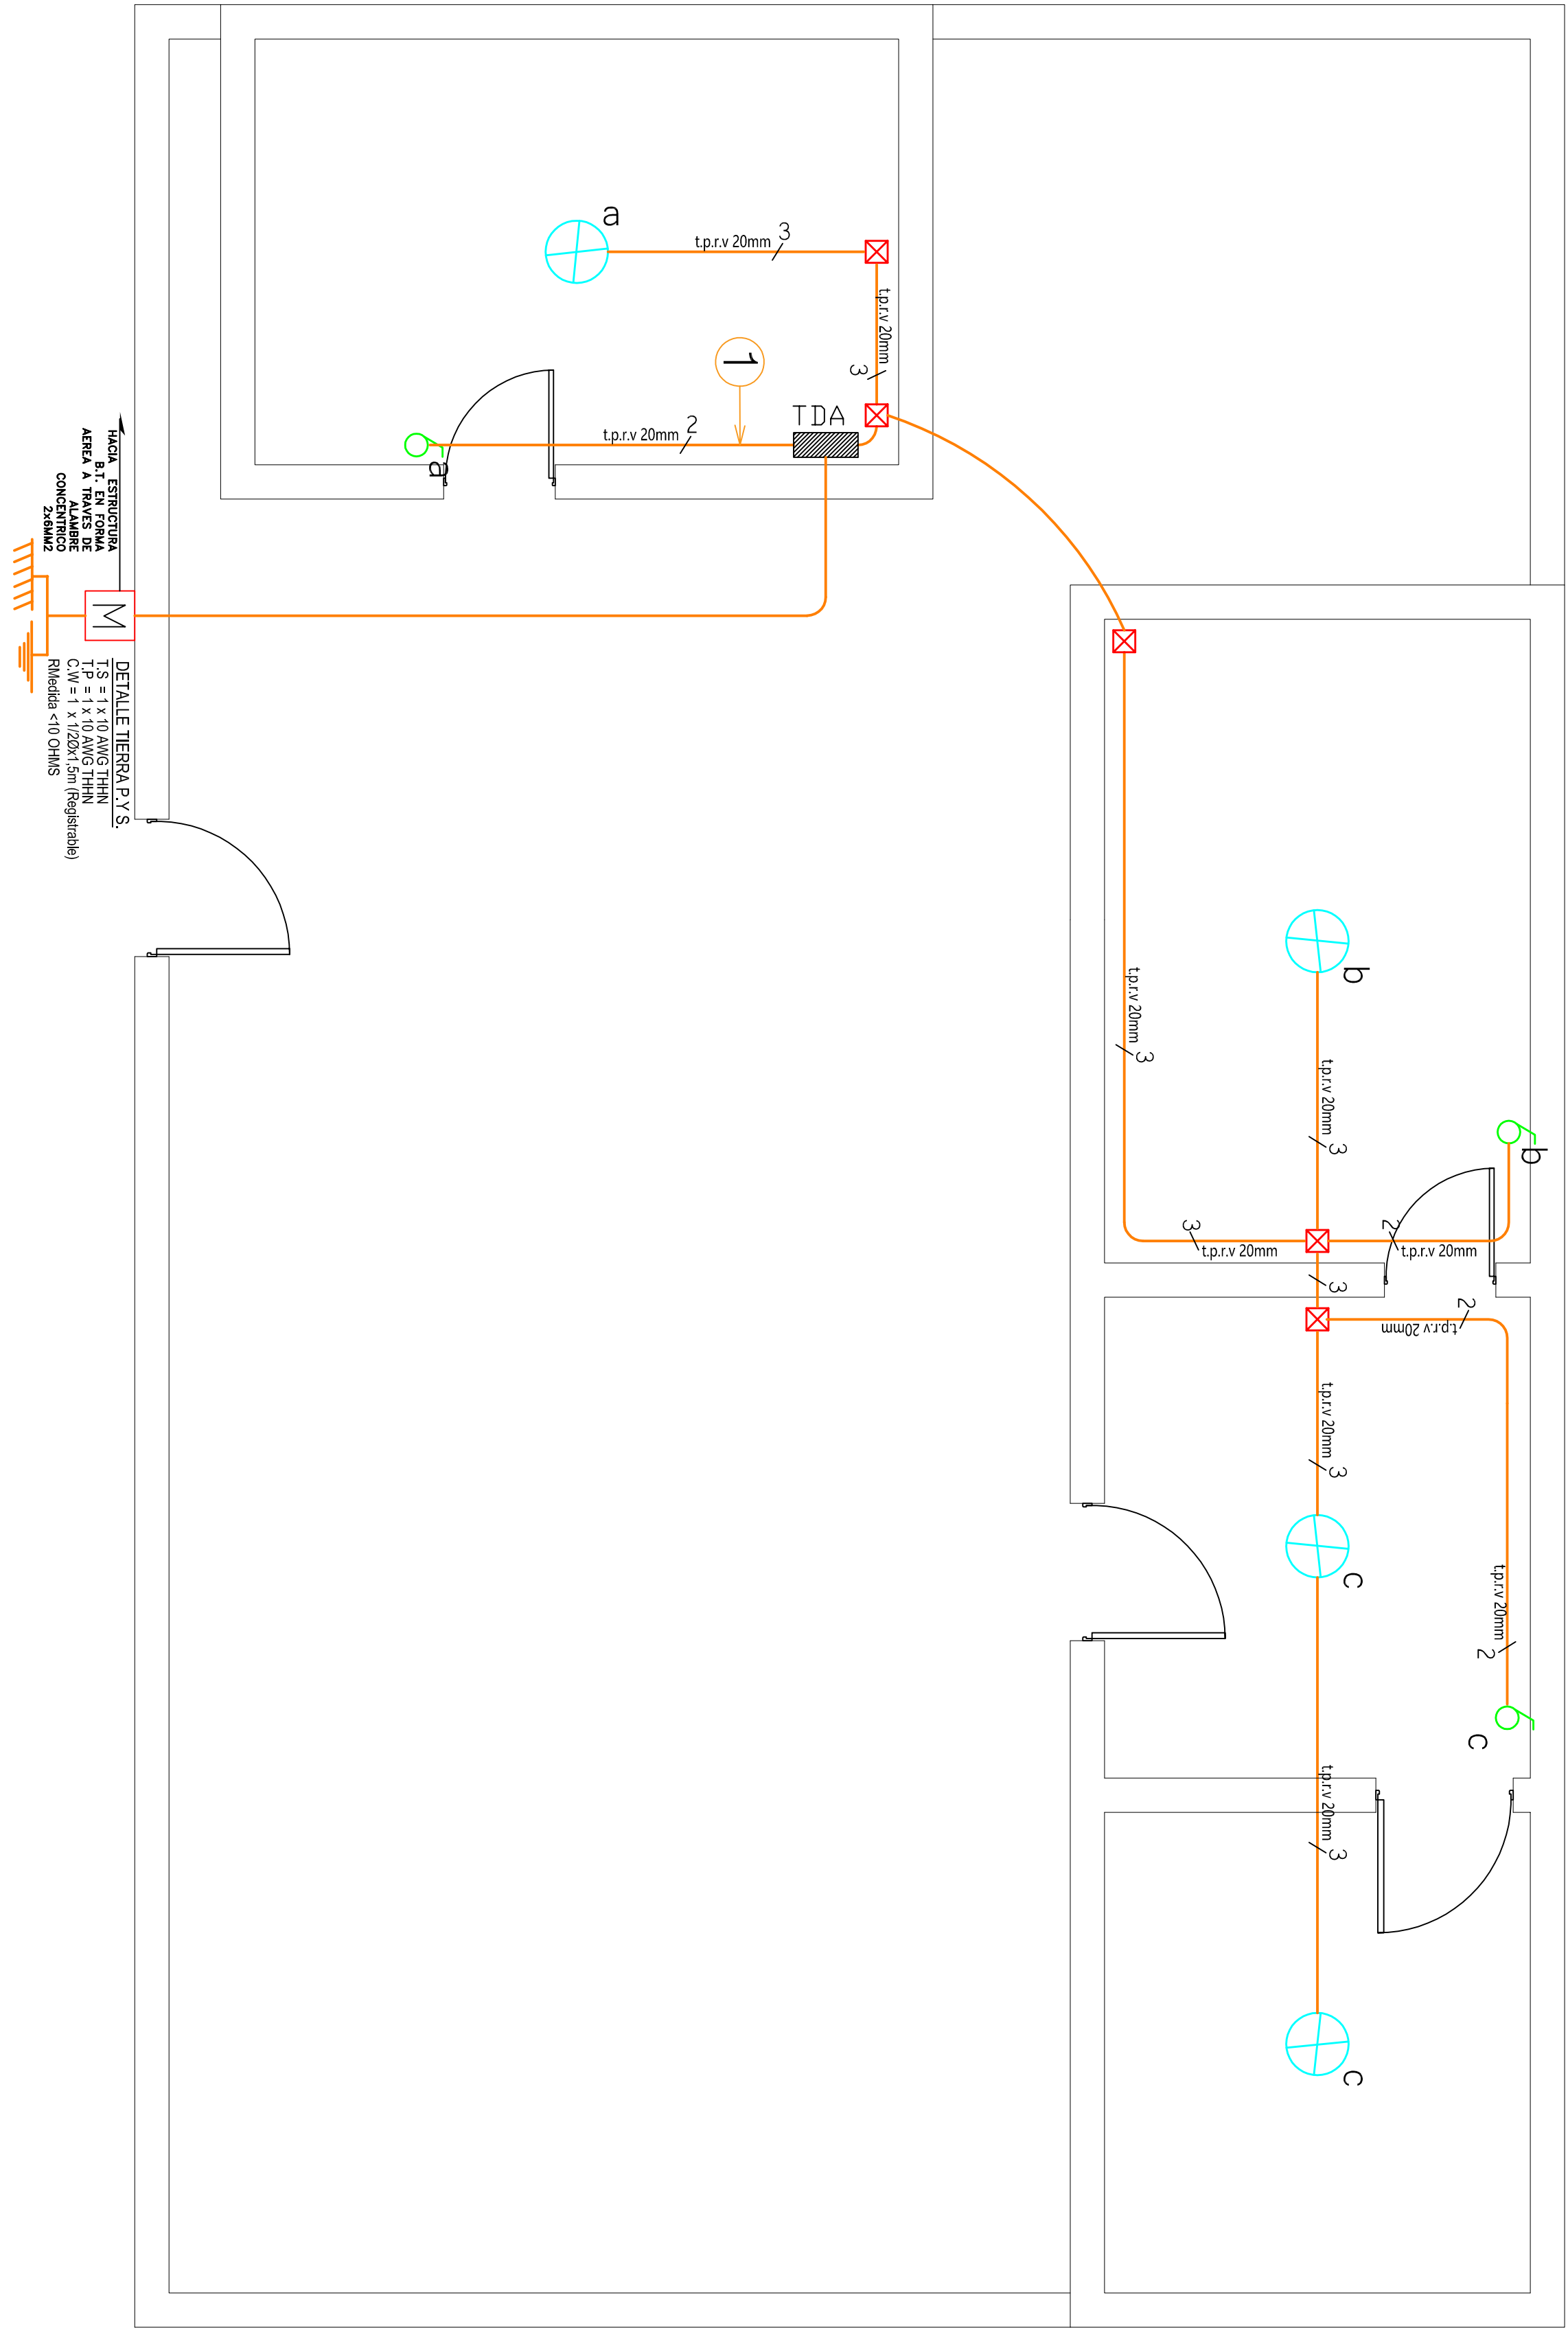 a
t.p.r.v 20mm
3
t.p.r.v 20mm
3
1
TDA
t.p.r.v 20mm
2
a
HACIA ESTRUCTURA
B.T. EN FORMA
AEREA A TRAVES DE
ALAMBRE
CONCENTRICO
2x6MM2
M
DETALLE TIERRA P.Y S.
T.S = 1 x 10 AWG THHN
T.P = 1 x 10 AWG THHN
C.W = 1 x 1/2Øx1,5m (Registrable)
RMedida <10 OHMS
b
t.p.r.v 20mm
3
t.p.r.v 20mm
3
b
3
t.p.r.v 20mm
2
t.p.r.v 20mm
3
2
t.p.r.v 20mm
t.p.r.v 20mm
3
c
t.p.r.v 20mm
2
c
t.p.r.v 20mm
3
c